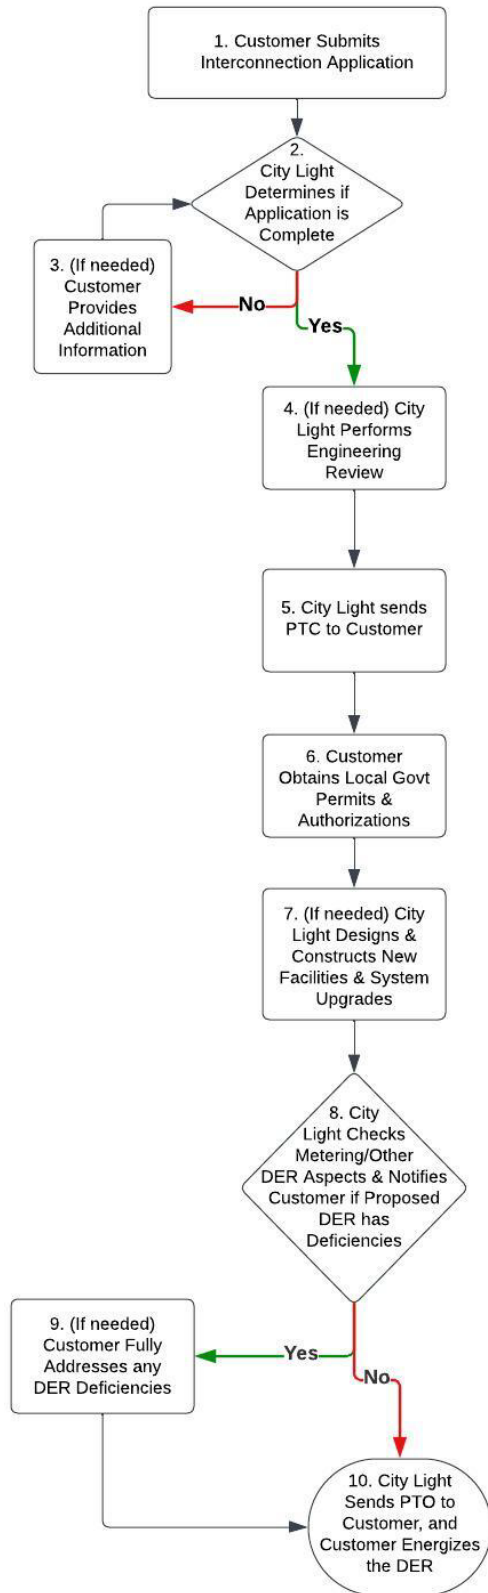 1. Customer Submits
Interconnection Application
2.
City Light
Determines if
Application is
Complete
3. (If needed)
Customer
Provides
Additional
Information
No
Yes
4. (If needed) City
Light Performs
Engineering
Review
5. City Light sends
PTC to Customer
6. Customer
Obtains Local Govt
Permits &
Authorizations
7. (If needed) City
Light Designs &
Constructs New
Facilities & System
Upgrades
8. City
Light Checks
Metering/Other
DER Aspects & Notifies
Customer if Proposed
DER has
Deficiencies
9. (If needed)
Customer Fully
Addresses any
DER Deficiencies
Yes
No
10. City Light
Sends PTO to
Customer, and
Customer Energizes
the DER